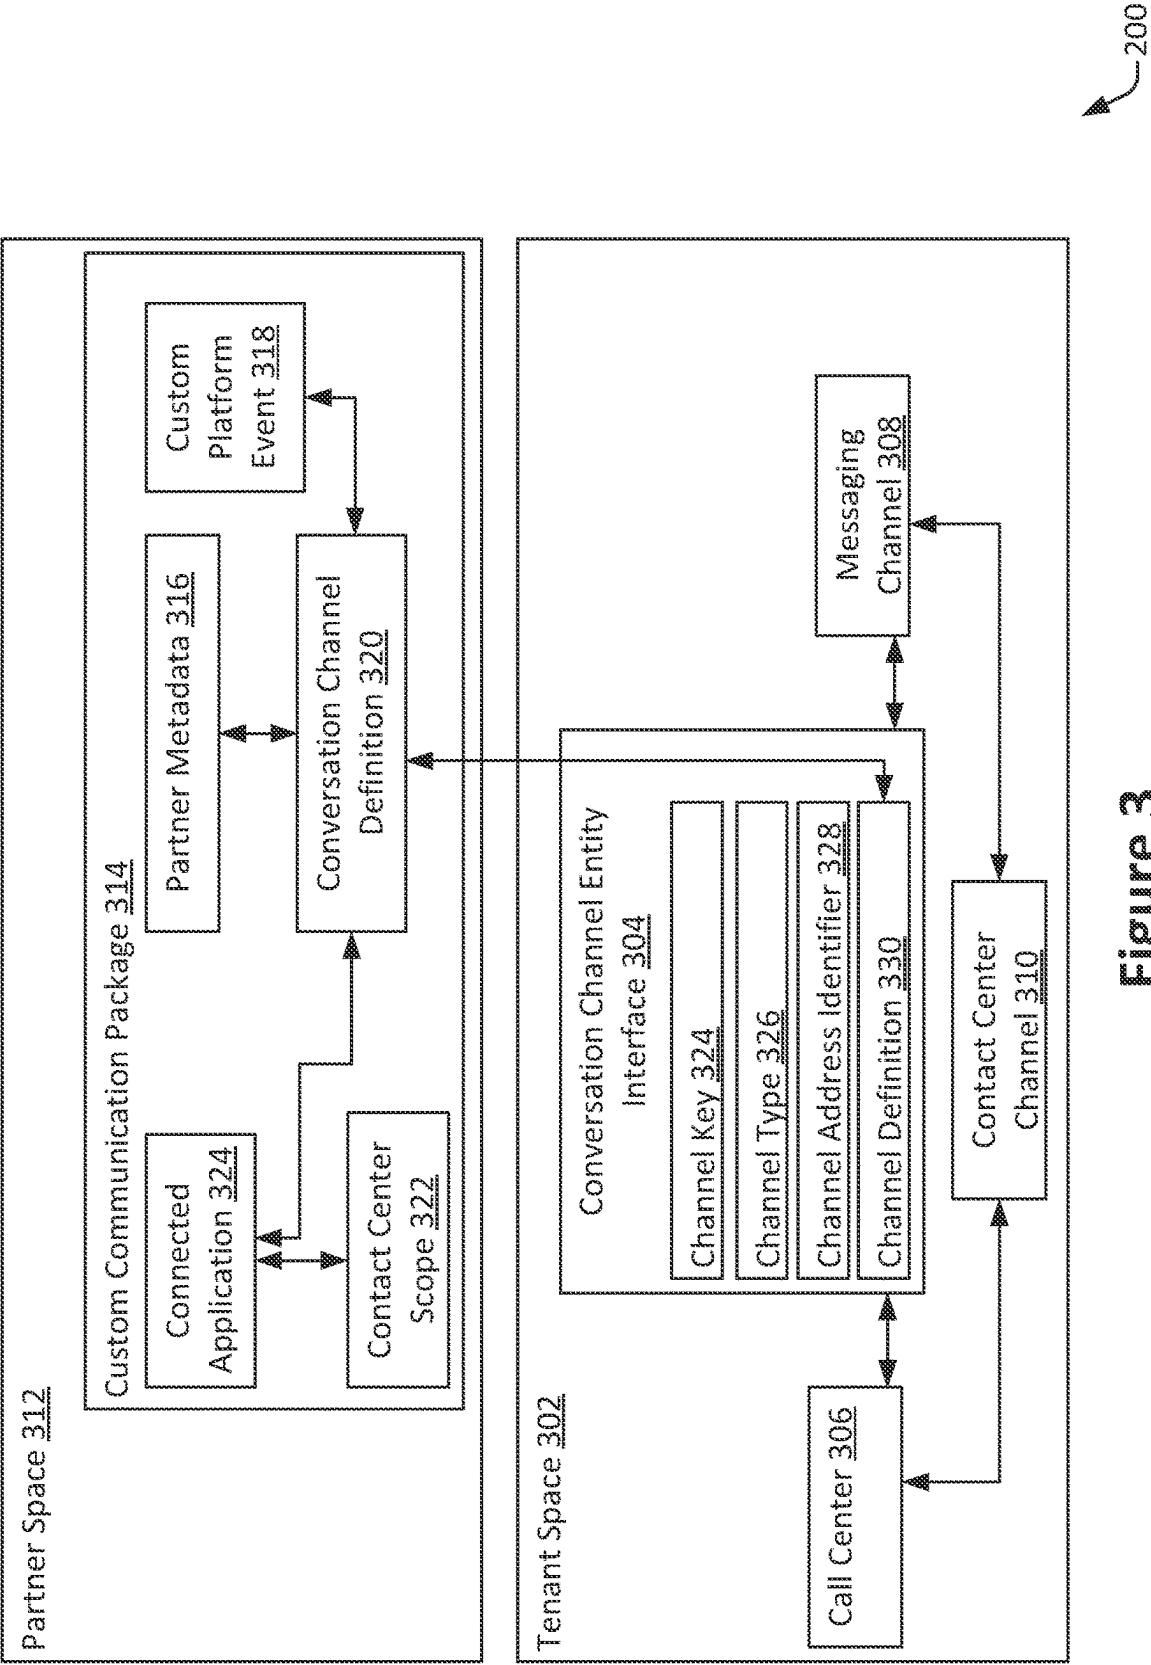 200
Partner Space 312
Custom Communication Package 314
Connected
Application 324
Partner Metadata 316
Custom
Platform
Event 318
Contact Center
Scope 322
Conversation Channel
Definition 320
Tenant Space 302
Conversation Channel Entity
Interface 304
Channel Key 324
Channel Type 326
Channel Address Identifier 328
Channel Definition 330
Call Center 306
Messaging
Channel 308
Contact Center
Channel 310
Figure 3